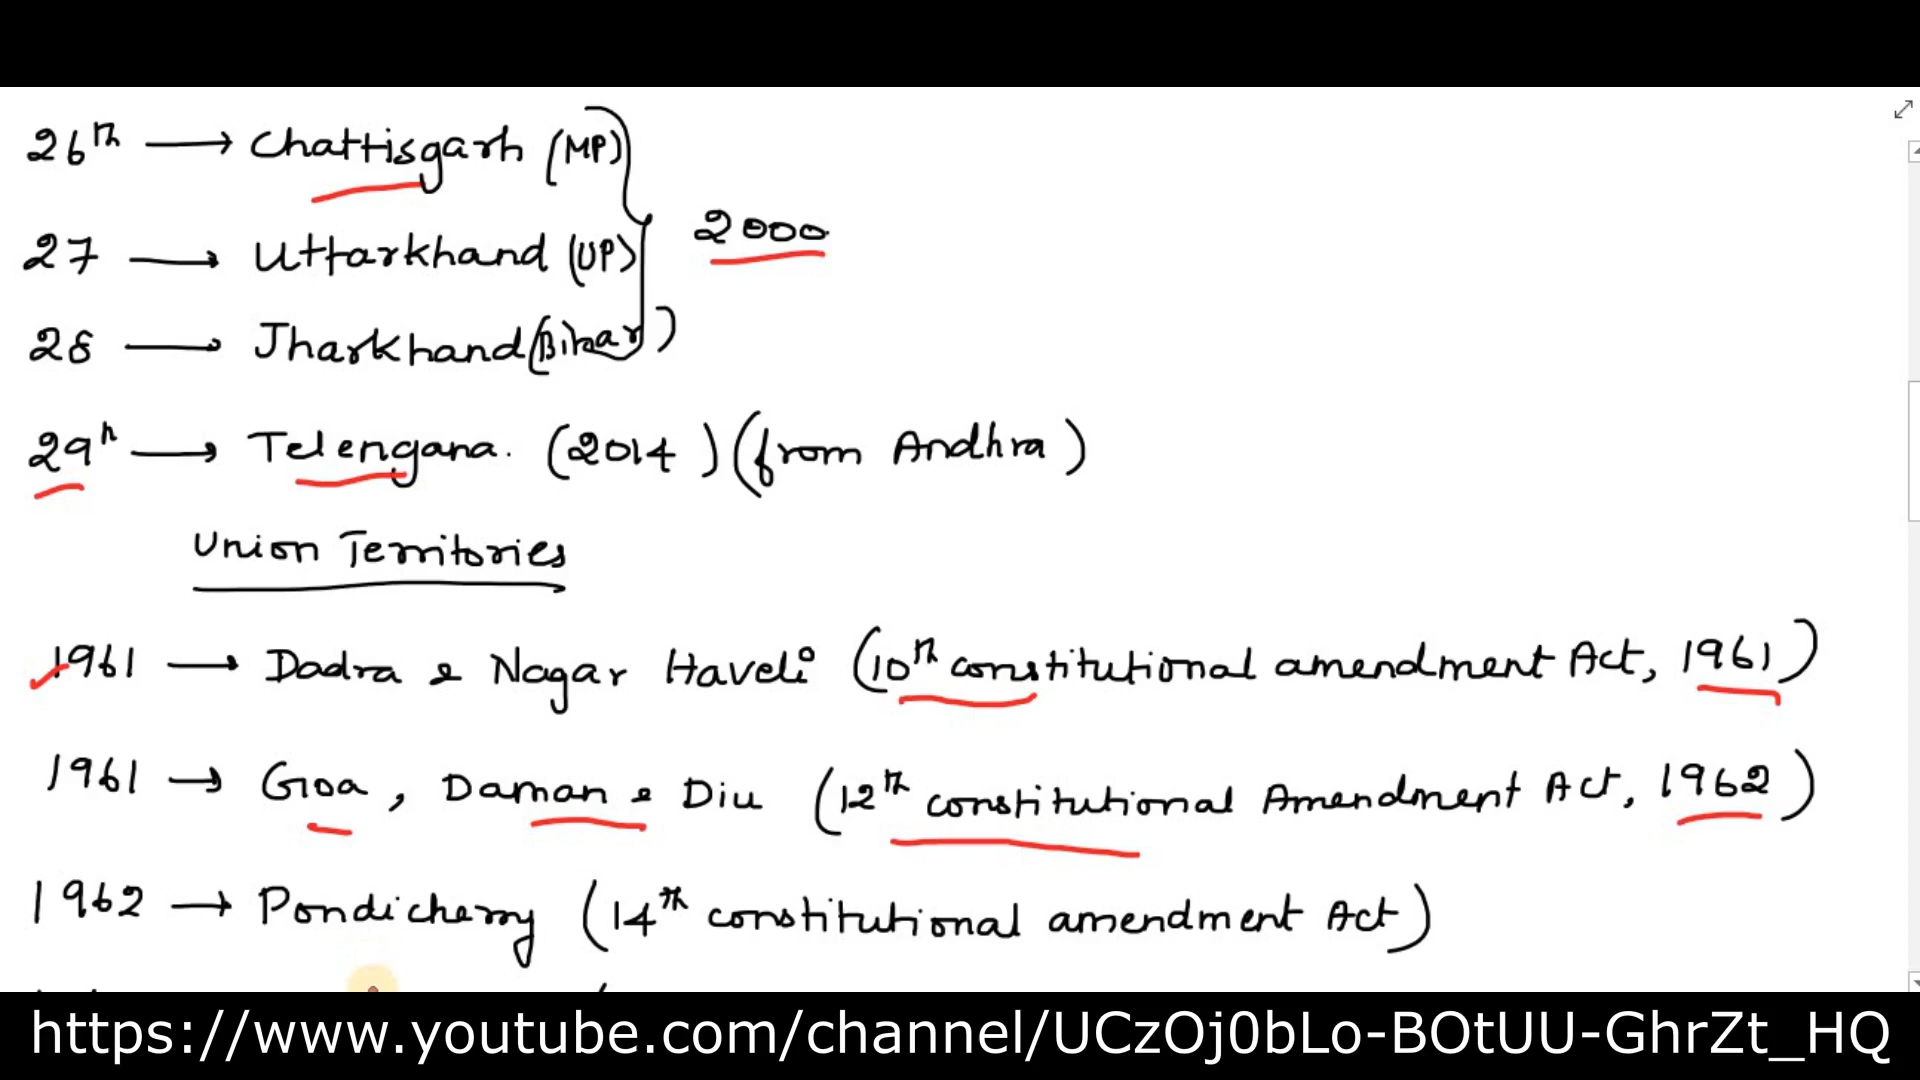 26th → Chattisgarh (MP)
27 → Uttarkhand (UP)
2000
28 → Jharkhand (Bihar)
29th → Telengana. (2014) (from Andhra)
Union Territories
1961 → Dadra & Nagar Haveli (10th constitutional amendment Act, 1961)
1961 → Goa, Daman & Diu (12th constitutional Amendment Act, 1962)
1962 → Pondicherry (14th constitutional amendment Act)
https://www.youtube.com/channel/UCzOj0bLo-BOtUU-GhrZt_HQ